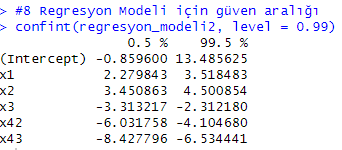 > #8 Regresyon Modeli için güven aralığı
> confint(regresyon_modeli2, level = 0.99)
0.5 % 99.5 %
(Intercept) -0.859600 13.485625
x1 2.279843 3.518483
x2 3.450863 4.500854
x3 -3.313217 -2.312180
x42 -6.031758 -4.104680
x43 -8.427796 -6.534441